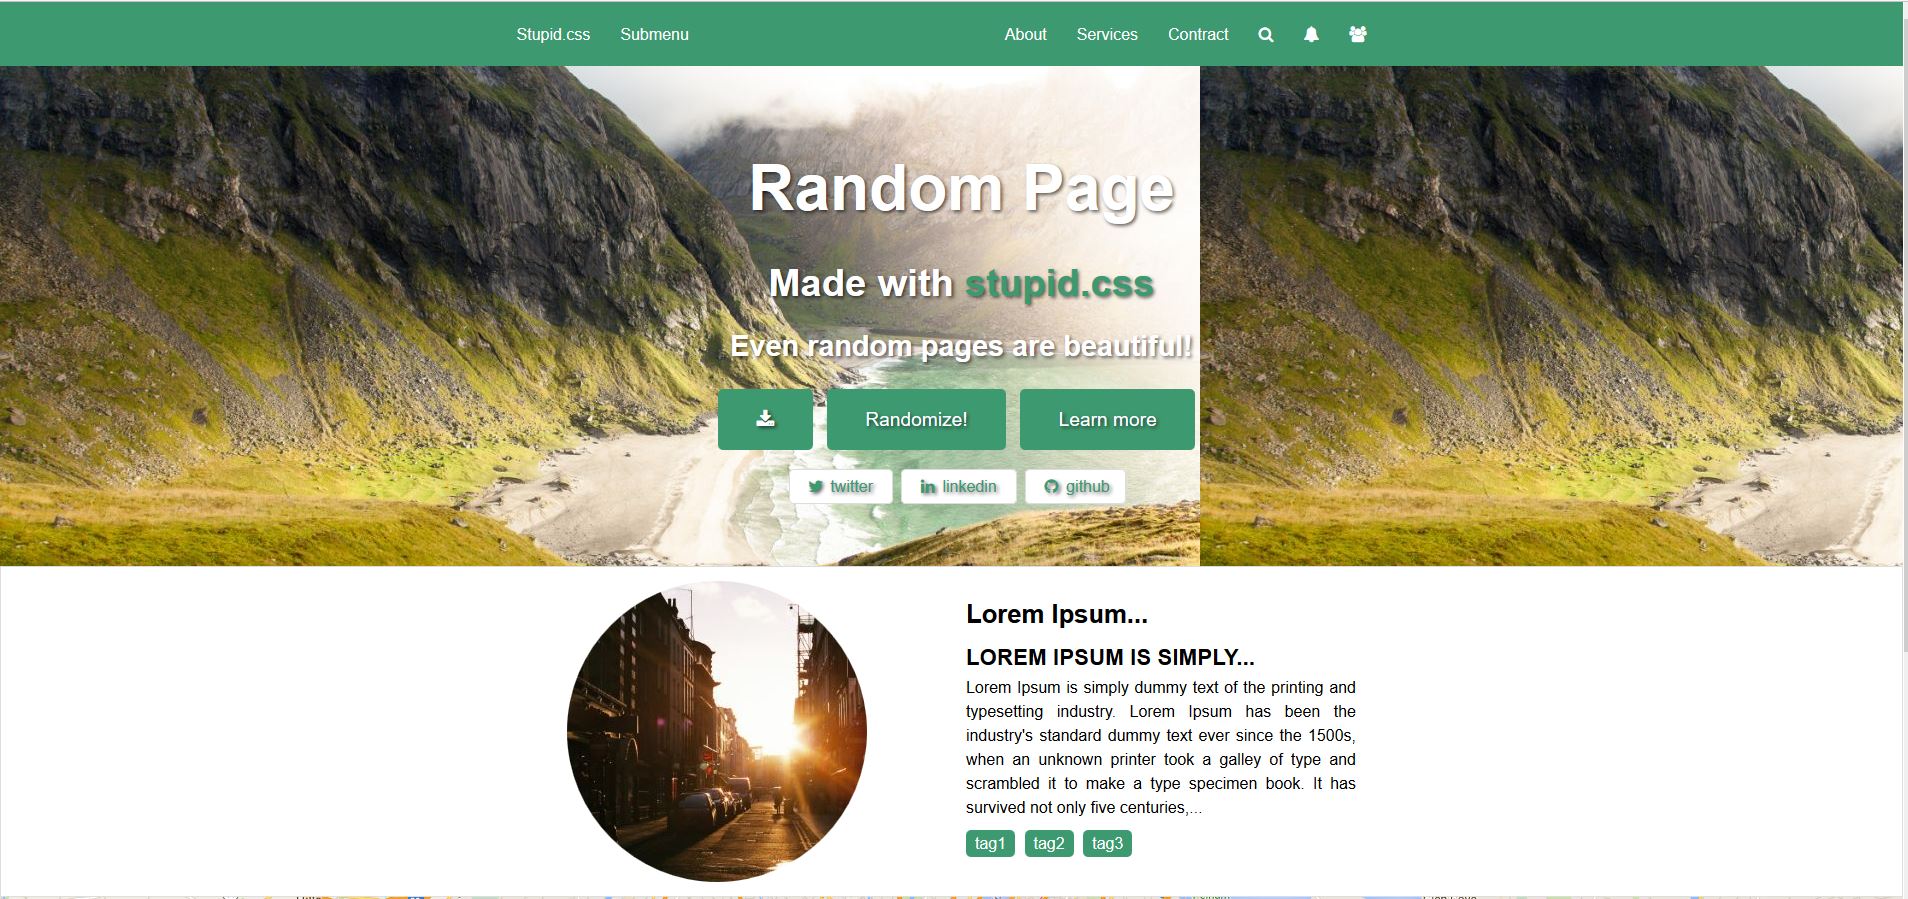 Stupid.css Submenu About Services Contract
Random Page
Made with stupid.css
Even random pages are beautiful!
Randomize! Learn more
twitter linkedin github
Lorem Ipsum...
LOREM IPSUM IS SIMPLY...
Lorem Ipsum is simply dummy text of the printing and
typesetting industry. Lorem Ipsum has been the
industry's standard dummy text ever since the 1500s,
when an unknown printer took a galley of type and
scrambled it to make a type specimen book. It has
survived not only five centuries,...
tag1 tag2 tag3